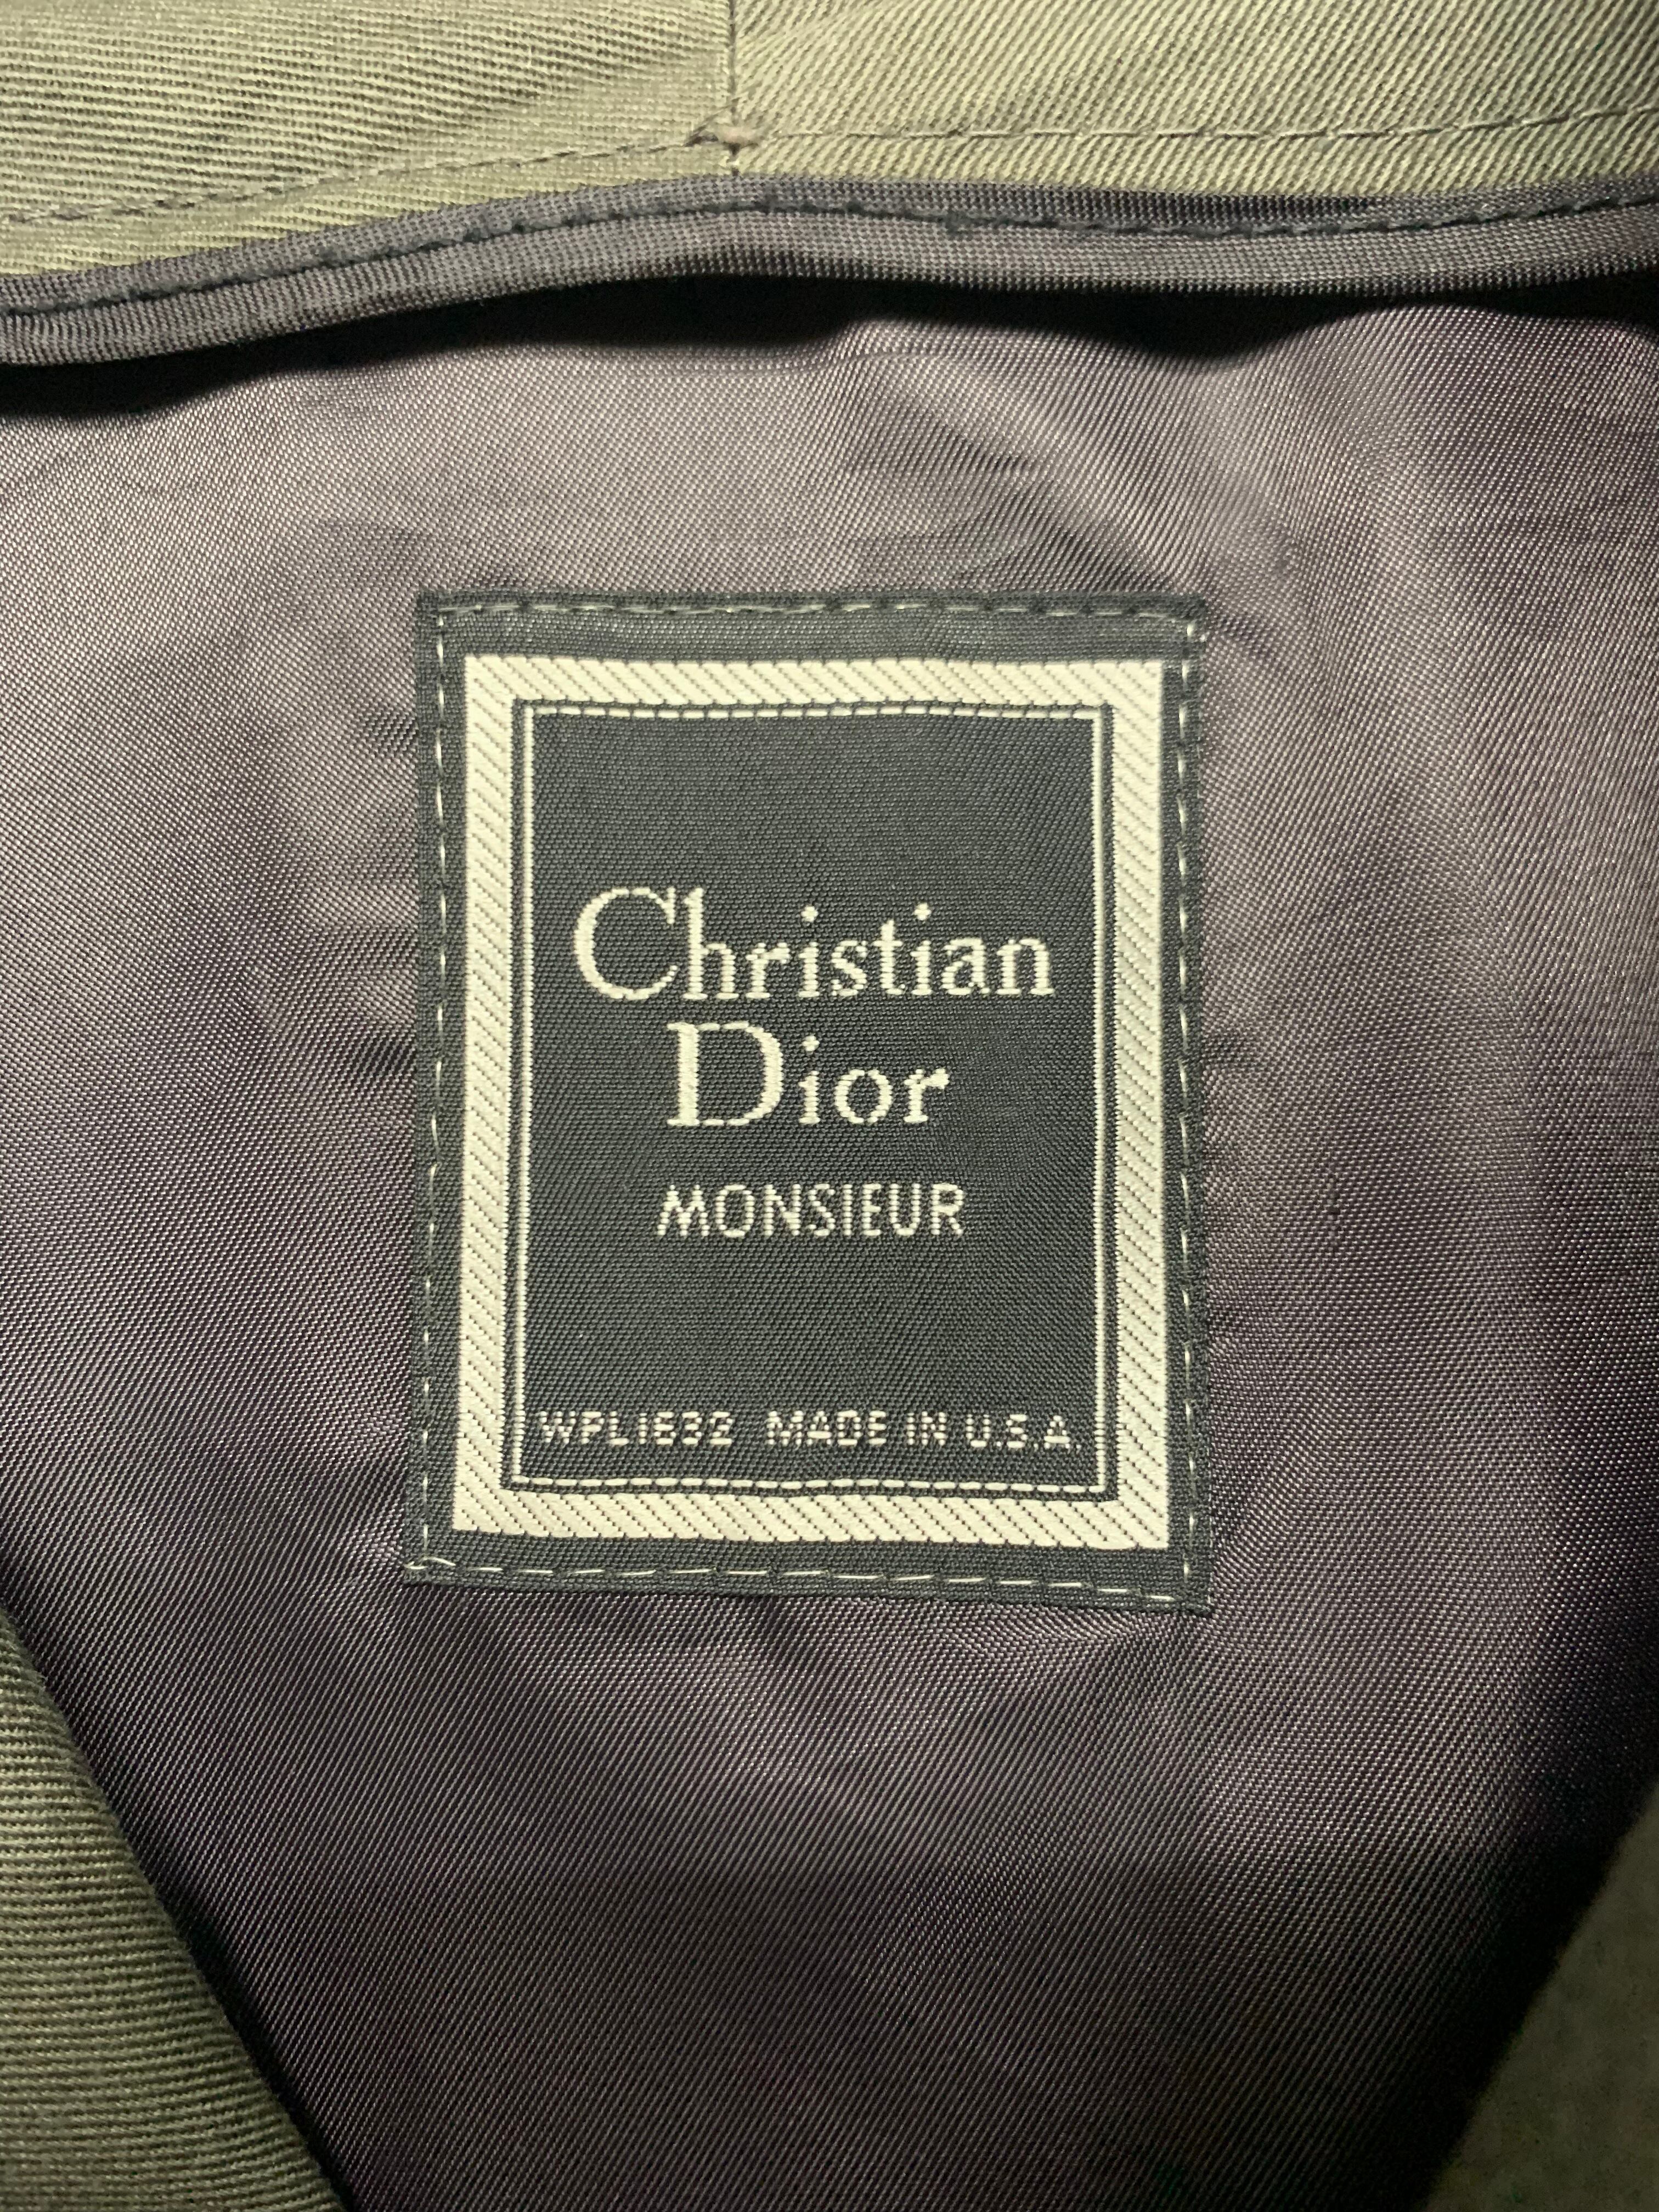 Christian
Dior
MONSIEUR
WPL1632 MADE IN U.S.A.